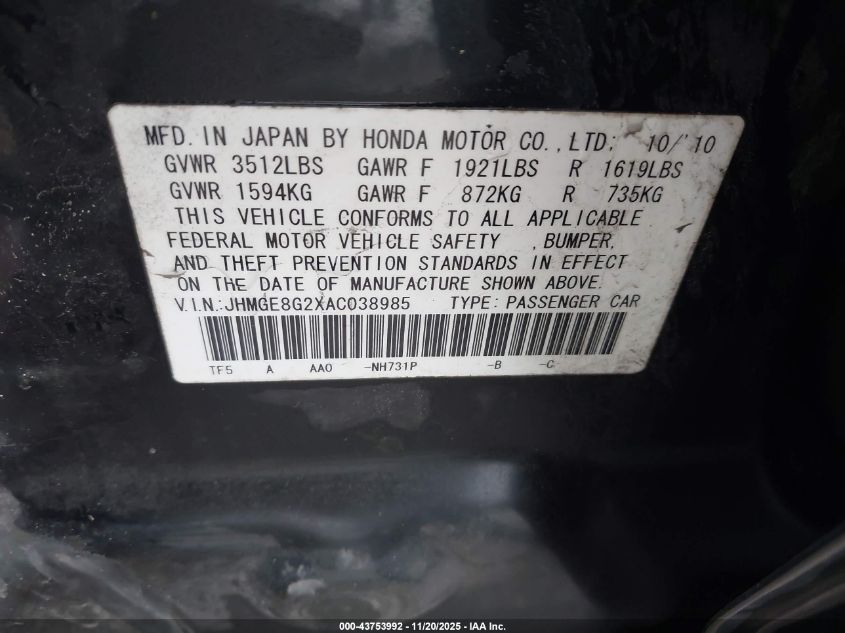 MFD. IN JAPAN BY HONDA MOTOR CO.,LTD; 10/'10
GVWR 3512LBS GAWR F 1921LBS R 1619LBS
GVWR 1594KG GAWR F 872KG R 735KG
THIS VEHICLE CONFORMS TO ALL APPLICABLE
FEDERAL MOTOR VEHICLE SAFETY ,BUMPER,
AND THEFT PREVENTION STANDARDS IN EFFECT
ON THE DATE OF MANUFACTURE SHOWN ABOVE.
V.I.N:JHMGE8G2XAC038985 TYPE:PASSENGER CAR
TF5 A AA0 -NH731P -B -C
000-43753992 - 11/20/2025 - IAA Inc.